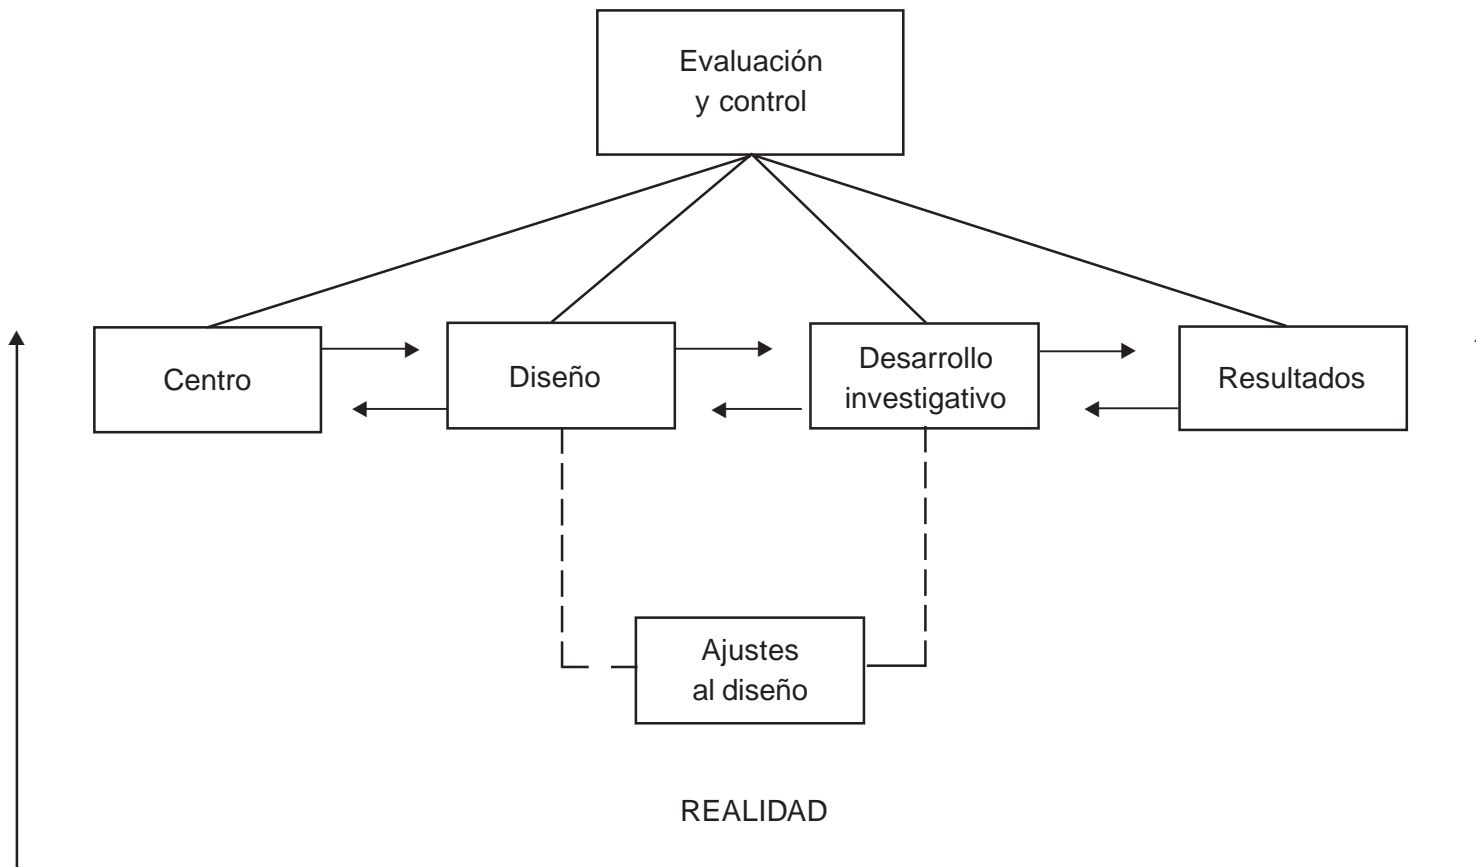 Evaluación
y control
Centro
Diseño
Desarrollo
investigativo
Resultados
Ajustes
al diseño
REALIDAD